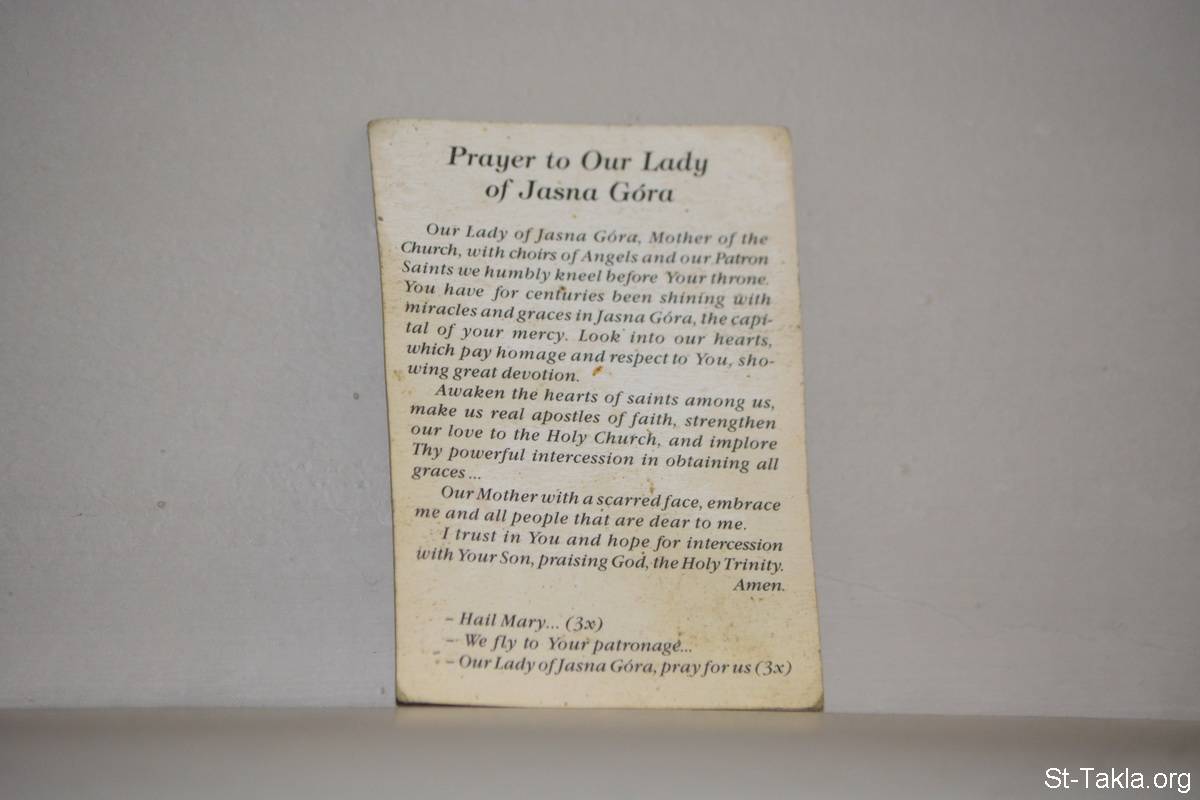 Prayer to Our Lady
of Jasna Góra
Our Lady of Jasna Góra, Mother of the
Church, with choirs of Angels and our Patron
Saints we humbly kneel before Your throne.
You have for centuries been shining with
miracles and graces in Jasna Góra, the capi-
tal of your mercy. Look into our hearts,
which pay homage and respect to You, sho-
wing great devotion.
Awaken the hearts of saints among us,
make us real apostles of faith, strengthen
our love to the Holy Church, and implore
Thy powerful intercession in obtaining all
graces ...
Our Mother with a scarred face, embrace
me and all people that are dear to me.
I trust in You and hope for intercession
with Your Son, praising God, the Holy Trinity.
Amen.
– Hail Mary... (3x)
– We fly to Your patronage...
– Our Lady of Jasna Góra, pray for us (3x)
St-Takla.org